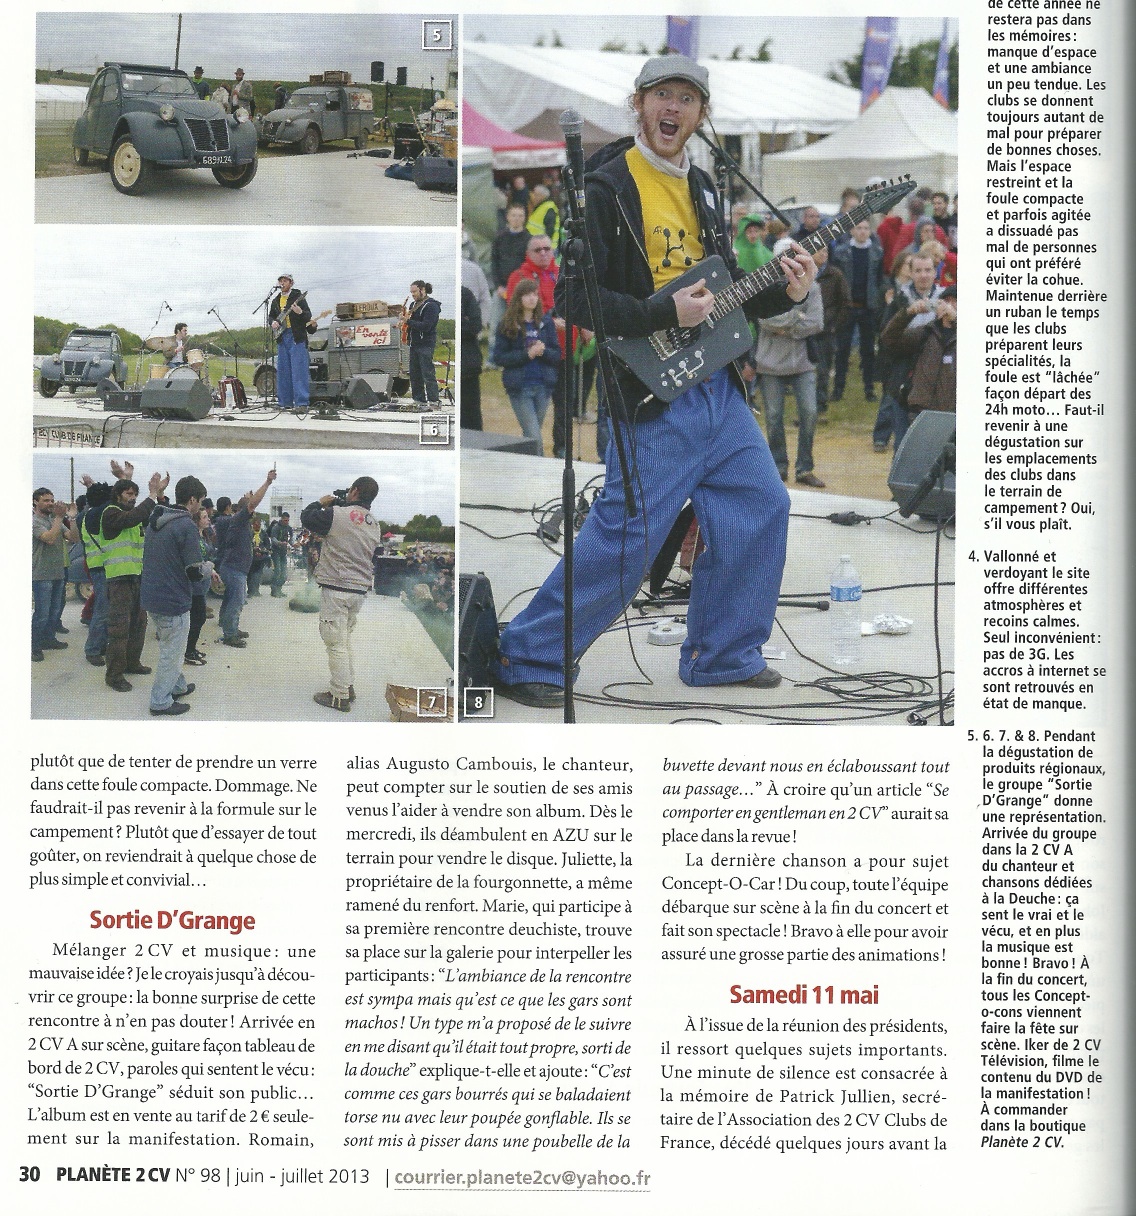 5
689 VL 24
En vente ici
CLUB DE FRANCE
6
7
8
plutôt que de tenter de prendre un verre
dans cette foule compacte. Dommage. Ne
faudrait-il pas revenir à la formule sur le
campement ? Plutôt que d'essayer de tout
goûter, on reviendrait à quelque chose de
plus simple et convivial…
Sortie D'Grange
Mélanger 2 CV et musique : une
mauvaise idée ? Je le croyais jusqu'à décou-
vrir ce groupe : la bonne surprise de cette
rencontre à n'en pas douter ! Arrivée en
2 CV A sur scène, guitare façon tableau de
bord de 2 CV, paroles qui sentent le vécu :
“Sortie D'Grange” séduit son public…
L'album est en vente au tarif de 2 € seule-
ment sur la manifestation. Romain,
alias Augusto Cambouis, le chanteur,
peut compter sur le soutien de ses amis
venus l'aider à vendre son album. Dès le
mercredi, ils déambulent en AZU sur le
terrain pour vendre le disque. Juliette, la
propriétaire de la fourgonnette, a même
ramené du renfort. Marie, qui participe à
sa première rencontre deuchiste, trouve
sa place sur la galerie pour interpeller les
participants : “L'ambiance de la rencontre
est sympa mais qu'est ce que les gars sont
machos ! Un type m'a proposé de le suivre
en me disant qu'il était tout propre, sorti de
la douche” explique-t-elle et ajoute : “C'est
comme ces gars bourrés qui se baladaient
torse nu avec leur poupée gonflable. Ils se
sont mis à pisser dans une poubelle de la
buvette devant nous en éclaboussant tout
au passage…” À croire qu'un article “Se
comporter en gentleman en 2 CV” aurait sa
place dans la revue !
La dernière chanson a pour sujet
Concept-O-Car ! Du coup, toute l'équipe
débarque sur scène à la fin du concert et
fait son spectacle ! Bravo à elle pour avoir
assuré une grosse partie des animations !
Samedi 11 mai
À l'issue de la réunion des présidents,
il ressort quelques sujets importants.
Une minute de silence est consacrée à
la mémoire de Patrick Jullien, secré-
taire de l'Association des 2 CV Clubs de
France, décédé quelques jours avant la
de cette année ne
restera pas dans
les mémoires :
manque d'espace
et une ambiance
un peu tendue. Les
clubs se donnent
toujours autant de
mal pour préparer
de bonnes choses.
Mais l'espace
restreint et la
foule compacte
et parfois agitée
a dissuadé pas
mal de personnes
qui ont préféré
éviter la cohue.
Maintenue derrière
un ruban le temps
que les clubs
préparent leurs
spécialités, la
foule est “lâchée”
façon départ des
24h moto… Faut-il
revenir à une
dégustation sur
les emplacements
des clubs dans
le terrain de
campement ? Oui,
s'il vous plaît.
4. Vallonné et
verdoyant le site
offre différentes
atmosphères et
recoins calmes.
Seul inconvénient :
pas de 3G. Les
accros à internet se
sont retrouvés en
état de manque.
5. 6. 7. & 8. Pendant
la dégustation de
produits régionaux,
le groupe “Sortie
D'Grange” donne
une représentation.
Arrivée du groupe
dans la 2 CV A
du chanteur et
chansons dédiées
à la Deuche : ça
sent le vrai et le
vécu, et en plus
la musique est
bonne ! Bravo ! À
la fin du concert,
tous les Concept-
o-cons viennent
faire la fête sur
scène. Iker de 2 CV
Télévision, filme le
contenu du DVD de
la manifestation !
À commander
dans la boutique
Planète 2 CV.
30 PLANÈTE 2 CV N° 98 | juin - juillet 2013 | courrier.planete2cv@yahoo.fr